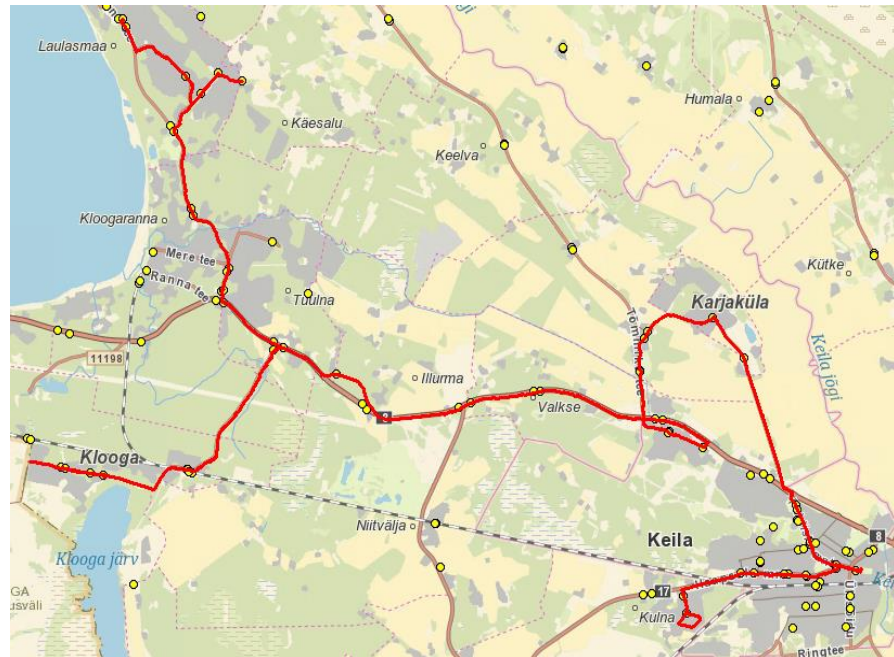 Laulasmaa
Humala
Käesalu
Keelva
Kloogaranna
Mere tee
Ranna tee
Kütke
Tuulna
Karjaküla
Keila jõgi
11198
Illurma
Valkse
8
Klooga
Niitvälja
Keila
8
Klooga järv
17
Kulna
Ringtee